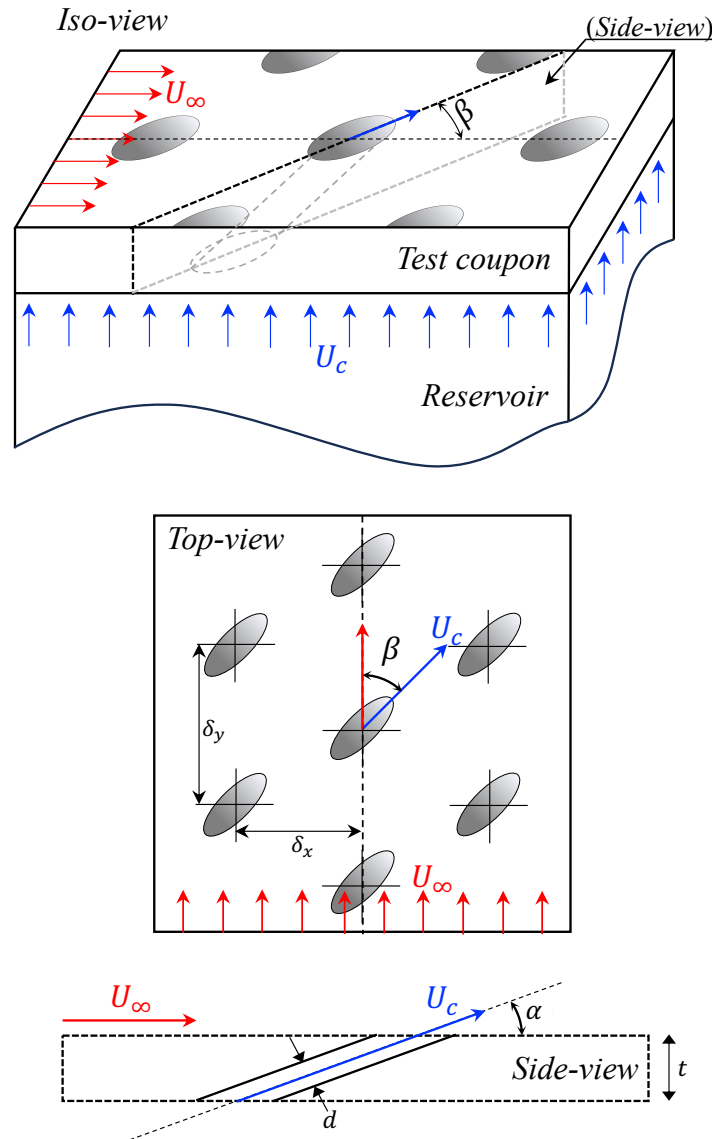 Iso-view
(Side-view)
U∞
β
Test coupon
U_c
Reservoir
Top-view
U_c
β
δ_y
δ_x
U∞
U∞
U_c
α
Side-view
t
d